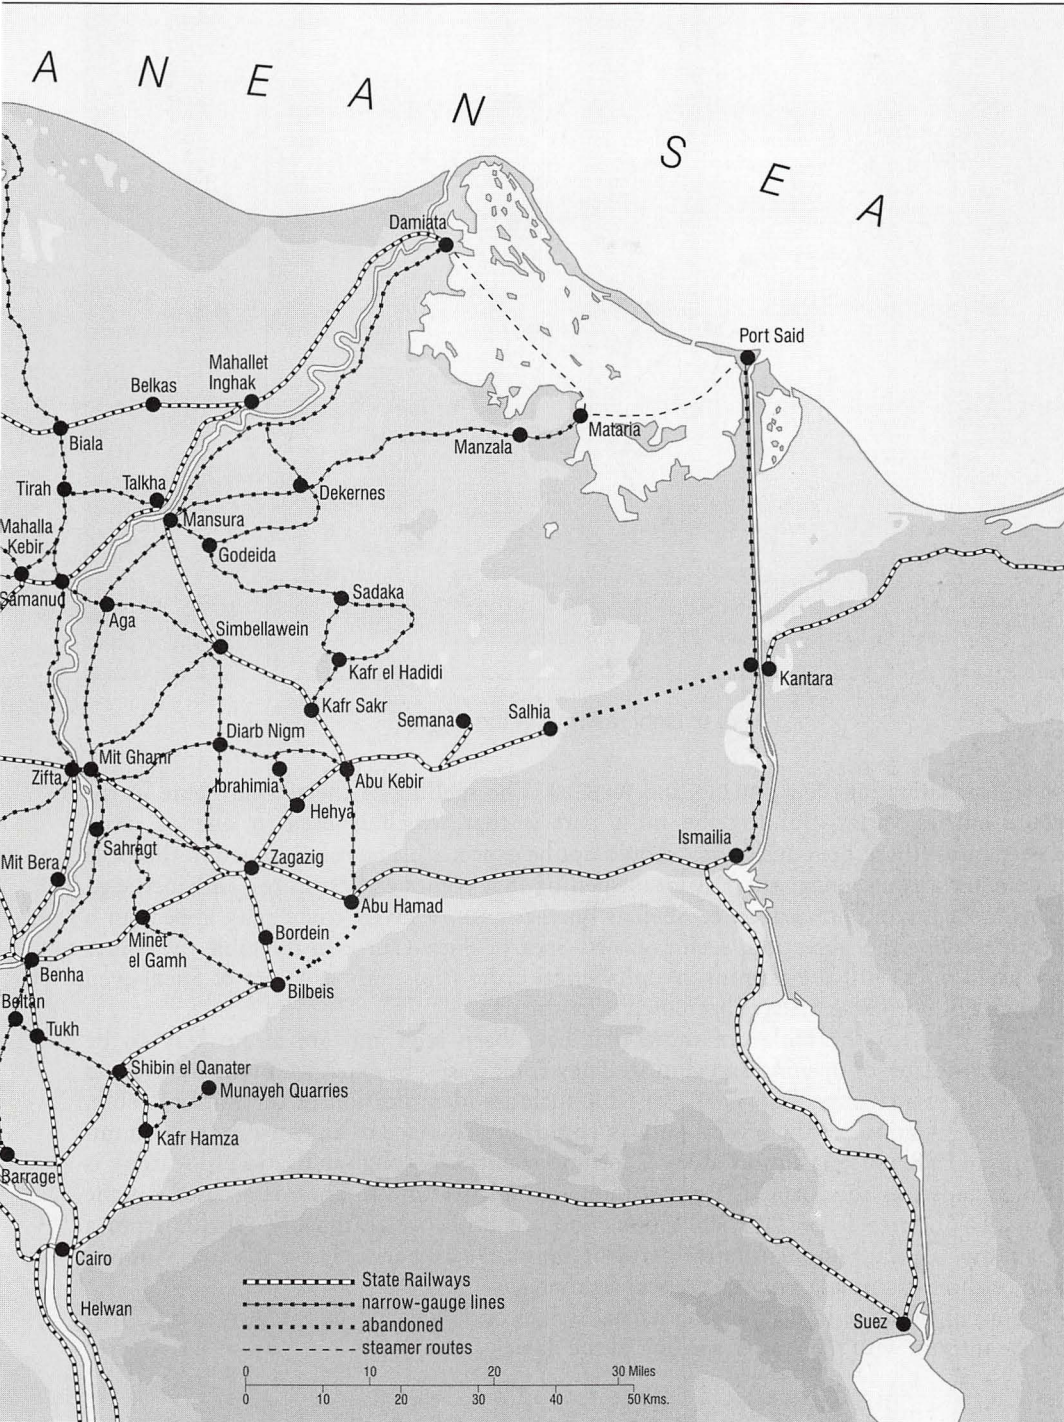 A N E A N
S E A
Damiata
Port Said
Mahallet
Inghak
Belkas
Biala
Mataria
Manzala
Tirah
Talkha
Dekernes
Mansura
Mahalla
Kebir
Godeida
Samanud
Sadaka
Aga
Simbellawein
Kafr el Hadidi
Kantara
Kafr Sakr
Semana
Salhia
Diarb Nigm
Mit Ghamr
Zifta
Ibrahimia
Abu Kebir
Hehya
Sahragt
Ismailia
Mit Bera
Zagazig
Abu Hamad
Bordein
Minet
el Gamh
Benha
Bilbeis
Beltan
Tukh
Shibin el Qanater
Munayeh Quarries
Kafr Hamza
Barrage
Cairo
Helwan
Suez
State Railways
narrow-gauge lines
abandoned
steamer routes
0 10 20 30 Miles
0 10 20 30 40 50 Kms.